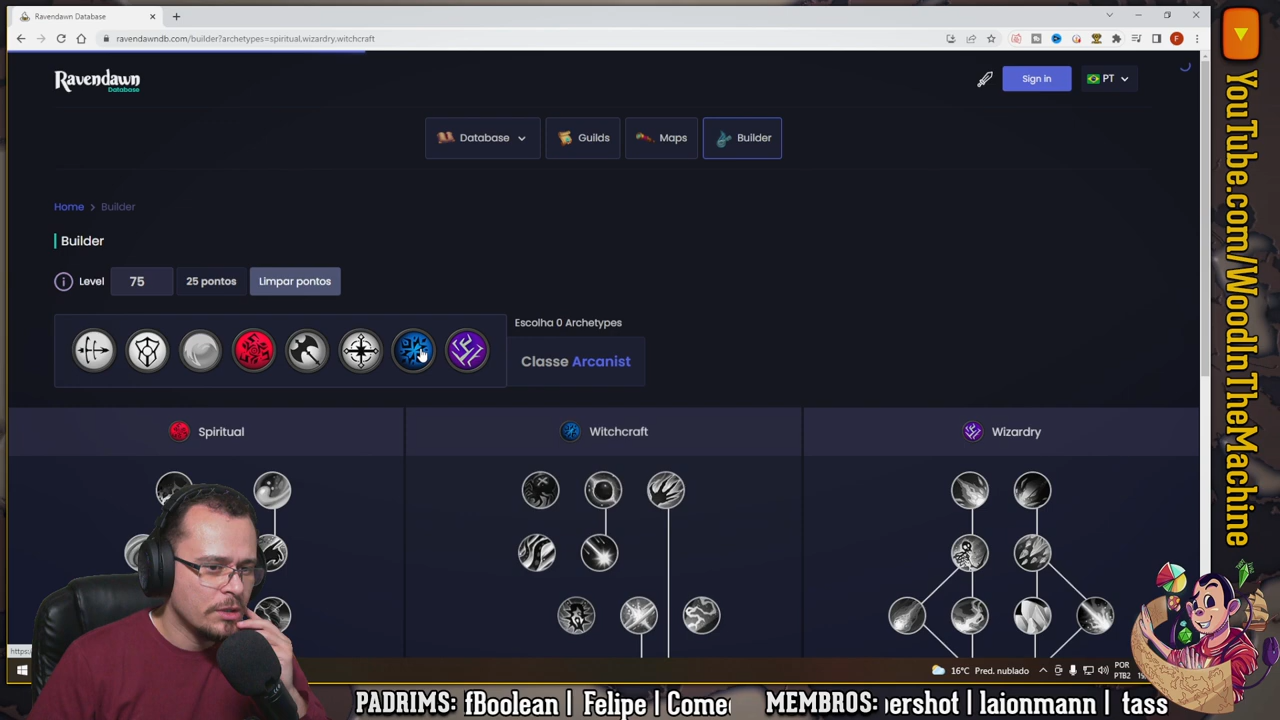 Ravendawn Database
ravendawndb.com/builder?archetypes=spiritual.wizardry.witchcraft
F
Ravendawn
Database
Sign in
PT
Database
Guilds
Maps
Builder
Home > Builder
Builder
Level
75
25 pontos
Limpar pontos
Escolha 0 Archetypes
Classe Arcanist
Spiritual
Witchcraft
Wizardry
16°C Pred. nublado
POR
PTB2
YouTube.com/WoodInTheMachine
PADRIMS: fBoolean | Felipe | Come
MEMBROS: ershot | laionmann | tass